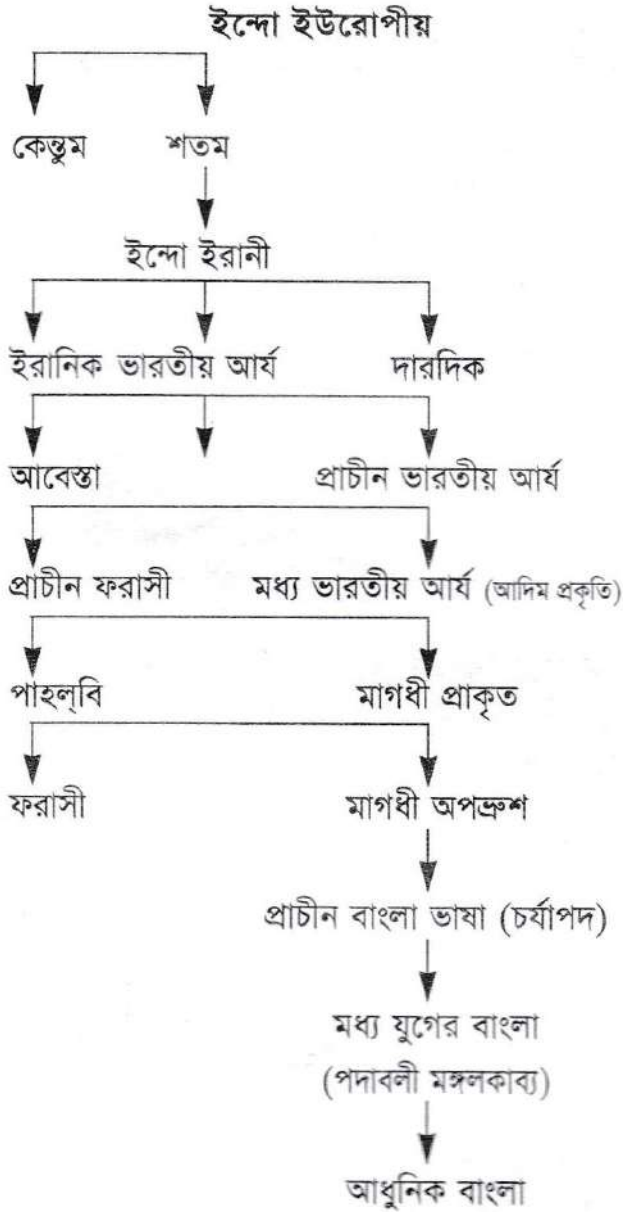 ইন্দো ইউরোপীয়
কেন্তুম শতম
ইন্দো ইরানী
ইরানিক ভারতীয় আর্য দারদিক
আবেস্তা প্রাচীন ভারতীয় আর্য
প্রাচীন ফরাসী মধ্য ভারতীয় আর্য (আদিম প্রকৃতি)
পাহল্‌বি মাগধী প্রাকৃত
ফরাসী মাগধী অপভ্রুশ
প্রাচীন বাংলা ভাষা (চর্যাপদ)
মধ্য যুগের বাংলা
(পদাবলী মঙ্গলকাব্য)
আধুনিক বাংলা